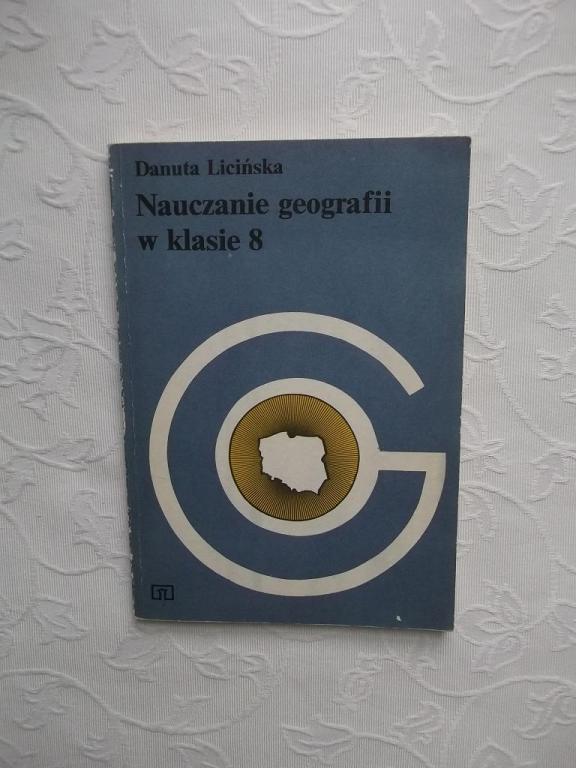 Danuta Licińska
Nauczanie geografii
w klasie 8